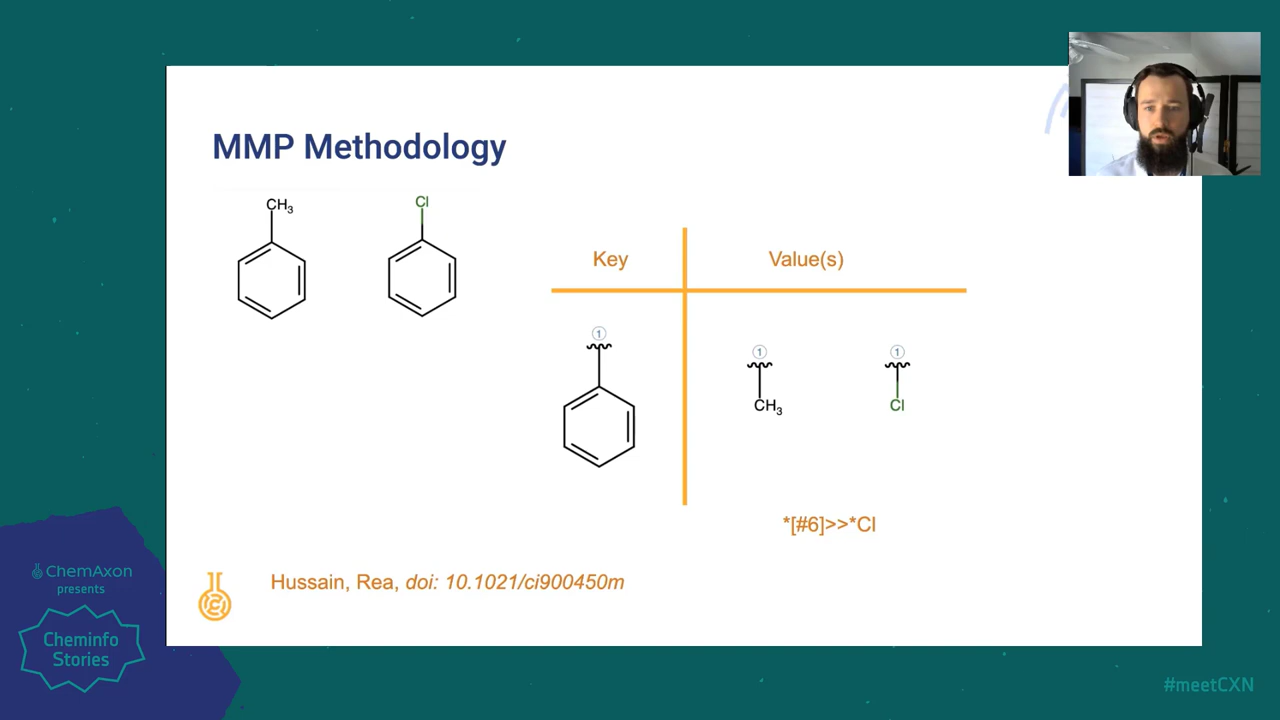 MMP Methodology
CH3
Cl
Key
Value(s)
1
1
1
CH3
Cl
*[#6]>>*Cl
Hussain, Rea, doi: 10.1021/ci900450m
ChemAxon
presents
Cheminfo
Stories
#meetCXN